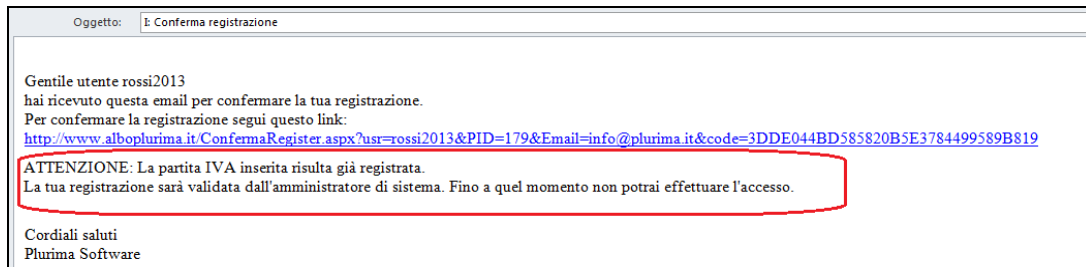 Oggetto: I: Conferma registrazione
Gentile utente rossi2013
hai ricevuto questa email per confermare la tua registrazione.
Per confermare la registrazione segui questo link:
http://www.alboplurima.it/ConfermaRegister.aspx?usr=rossi2013&PID=179&Email=info@plurima.it&code=3DDE044BD585820B5E3784499589B819
ATTENZIONE: La partita IVA inserita risulta già registrata.
La tua registrazione sarà validata dall'amministratore di sistema. Fino a quel momento non potrai effettuare l'accesso.
Cordiali saluti
Plurima Software